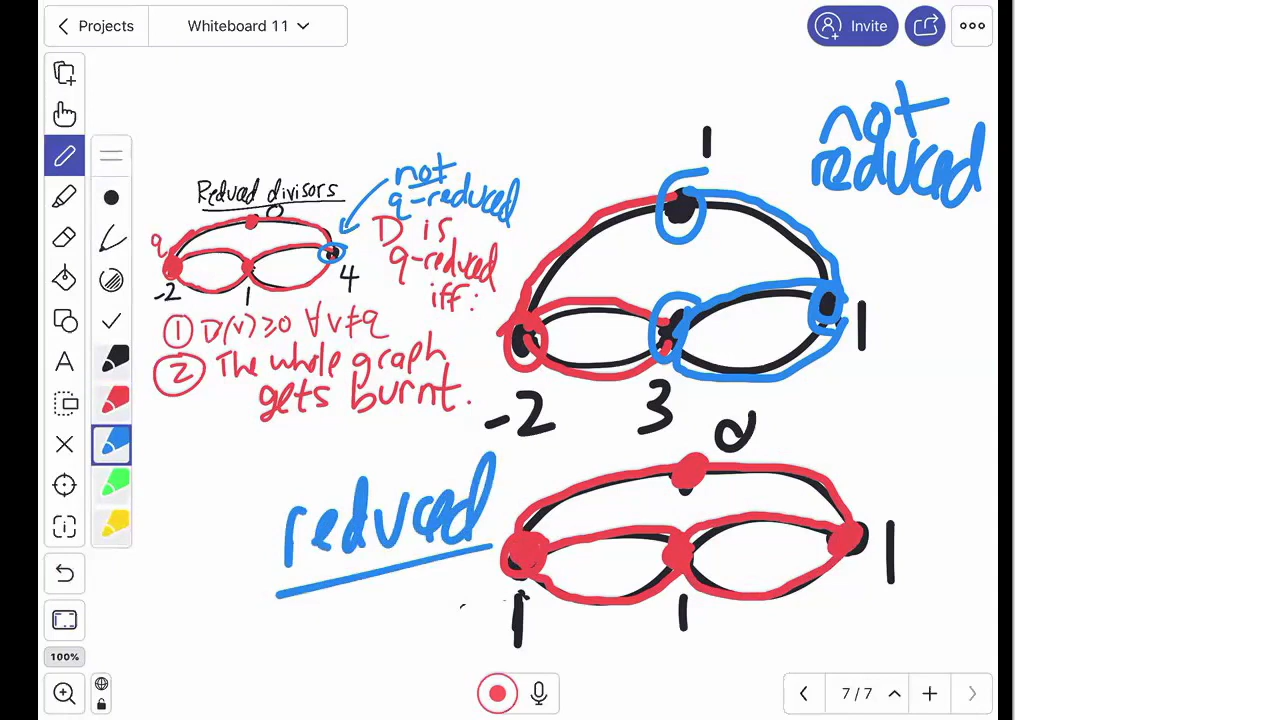 Projects
Whiteboard 11
Invite
Reduced divisors
0
q
-2
1
4
not
q-reduced
D is
q-reduced
iff:
① D(v)≥0 ∀v≠q
② The whole graph
gets burnt.
1
not
reduced
-2
3
1
reduced
0
1
1
1
A
100%
7/7